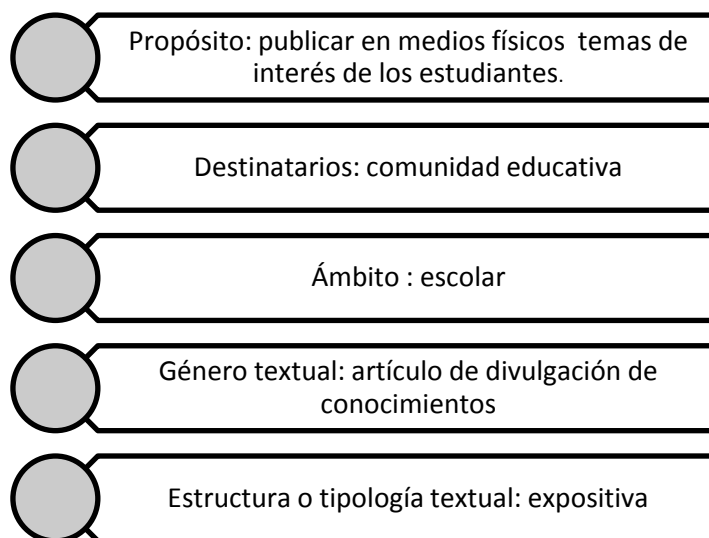 Propósito: publicar en medios físicos temas de
interés de los estudiantes.
Destinatarios: comunidad educativa
Ámbito : escolar
Género textual: artículo de divulgación de
conocimientos
Estructura o tipología textual: expositiva